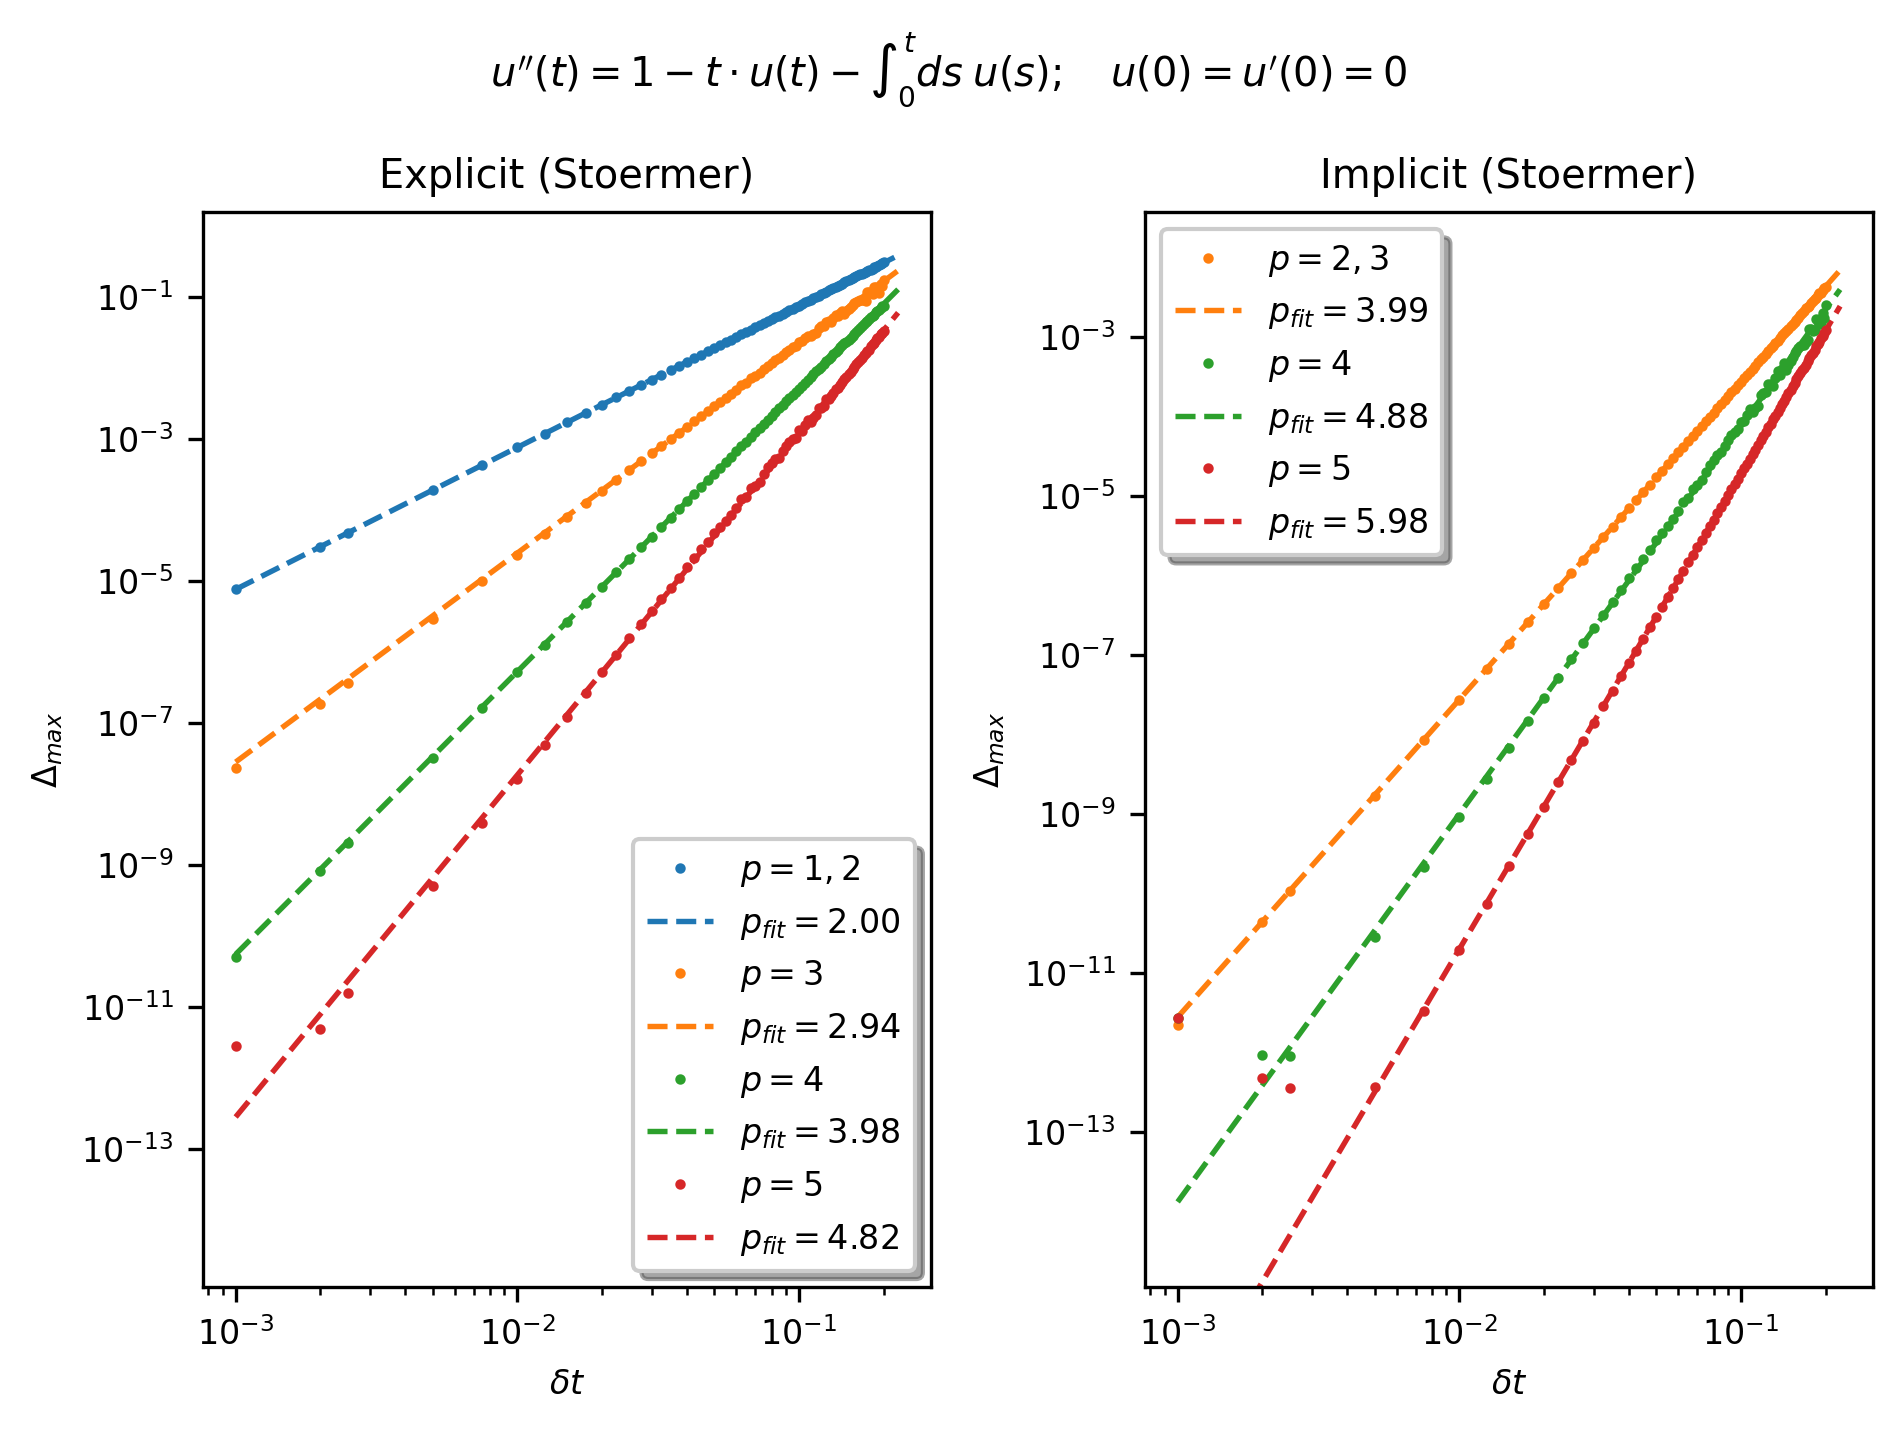 u′′(t) = 1 − t · u(t) − ∫₀ᵗ ds u(s);    u(0) = u′(0) = 0
Explicit (Stoermer)
Δ_max
10⁻¹
10⁻³
10⁻⁵
10⁻⁷
10⁻⁹
10⁻¹¹
10⁻¹³
p = 1, 2
p_fit = 2.00
p = 3
p_fit = 2.94
p = 4
p_fit = 3.98
p = 5
p_fit = 4.82
10⁻³ 10⁻² 10⁻¹
δt
Implicit (Stoermer)
Δ_max
10⁻³
10⁻⁵
10⁻⁷
10⁻⁹
10⁻¹¹
10⁻¹³
p = 2, 3
p_fit = 3.99
p = 4
p_fit = 4.88
p = 5
p_fit = 5.98
10⁻³ 10⁻² 10⁻¹
δt